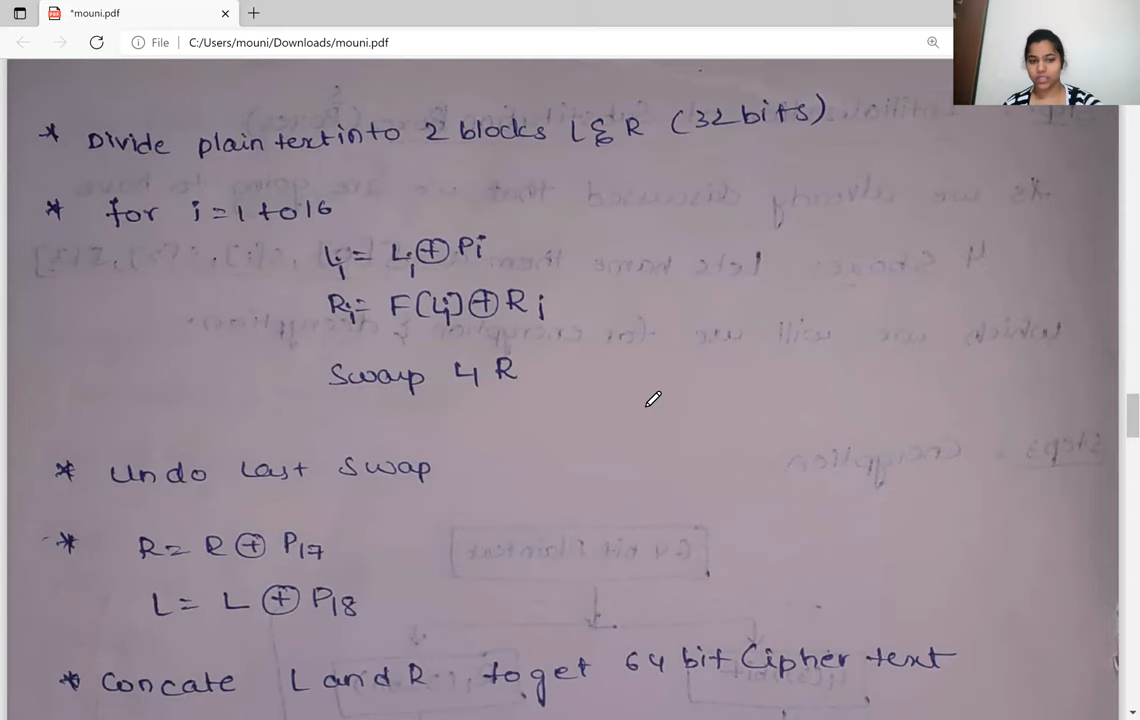 *mouni.pdf
File | C:/Users/mouni/Downloads/mouni.pdf
* Divide plain text into 2 blocks L & R (32 bits)
* for i = 1 to 16
Li = Li ⊕ Pi
Ri = F(Li) ⊕ Ri
Swap L, R
* Undo Last Swap
* R = R ⊕ P17
L = L ⊕ P18
* Concate L and R to get 64 bit Cipher text